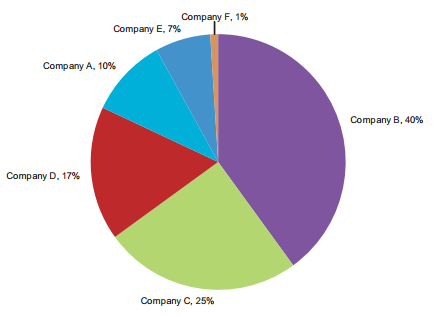 Company F, 1%
Company E, 7%
Company A, 10%
Company B, 40%
Company D, 17%
Company C, 25%